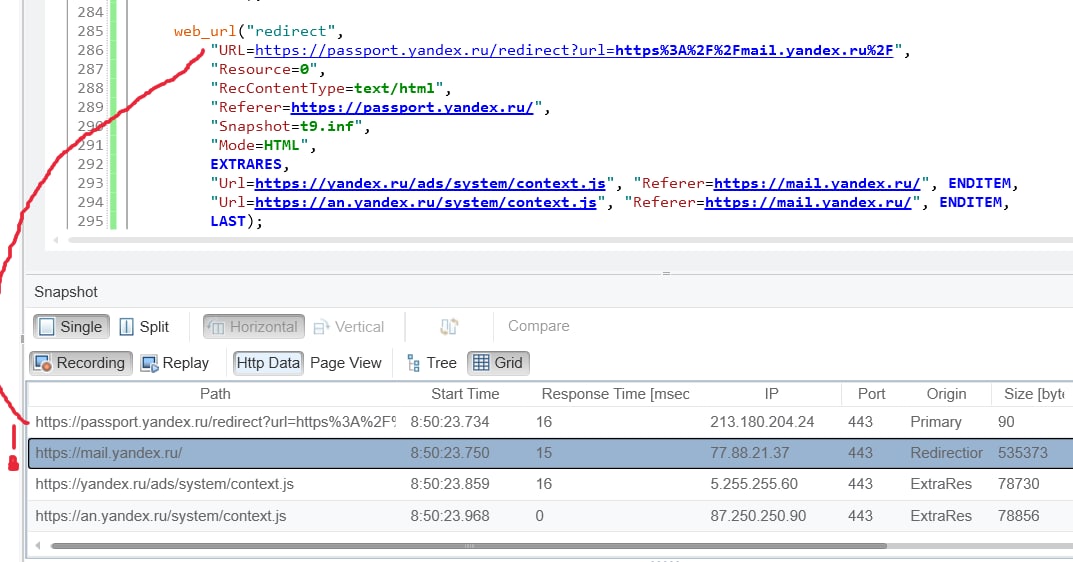 284
285 web_url("redirect",
286 "URL=https://passport.yandex.ru/redirect?url=https%3A%2F%2Fmail.yandex.ru%2F",
287 "Resource=0",
288 "RecContentType=text/html",
289 "Referer=https://passport.yandex.ru/",
290 "Snapshot=t9.inf",
291 "Mode=HTML",
292 EXTRARES,
293 "Url=https://yandex.ru/ads/system/context.js", "Referer=https://mail.yandex.ru/", ENDITEM,
294 "Url=https://an.yandex.ru/system/context.js", "Referer=https://mail.yandex.ru/", ENDITEM,
295 LAST);
Snapshot
Single Split Horizontal Vertical Compare
Recording Replay Http Data Page View Tree Grid
Path Start Time Response Time [msec IP Port Origin Size [byte
https://passport.yandex.ru/redirect?url=https%3A%2F% 8:50:23.734 16 213.180.204.24 443 Primary 90
https://mail.yandex.ru/ 8:50:23.750 15 77.88.21.37 443 Redirection 535373
https://yandex.ru/ads/system/context.js 8:50:23.859 16 5.255.255.60 443 ExtraRes 78730
https://an.yandex.ru/system/context.js 8:50:23.968 0 87.250.250.90 443 ExtraRes 78856